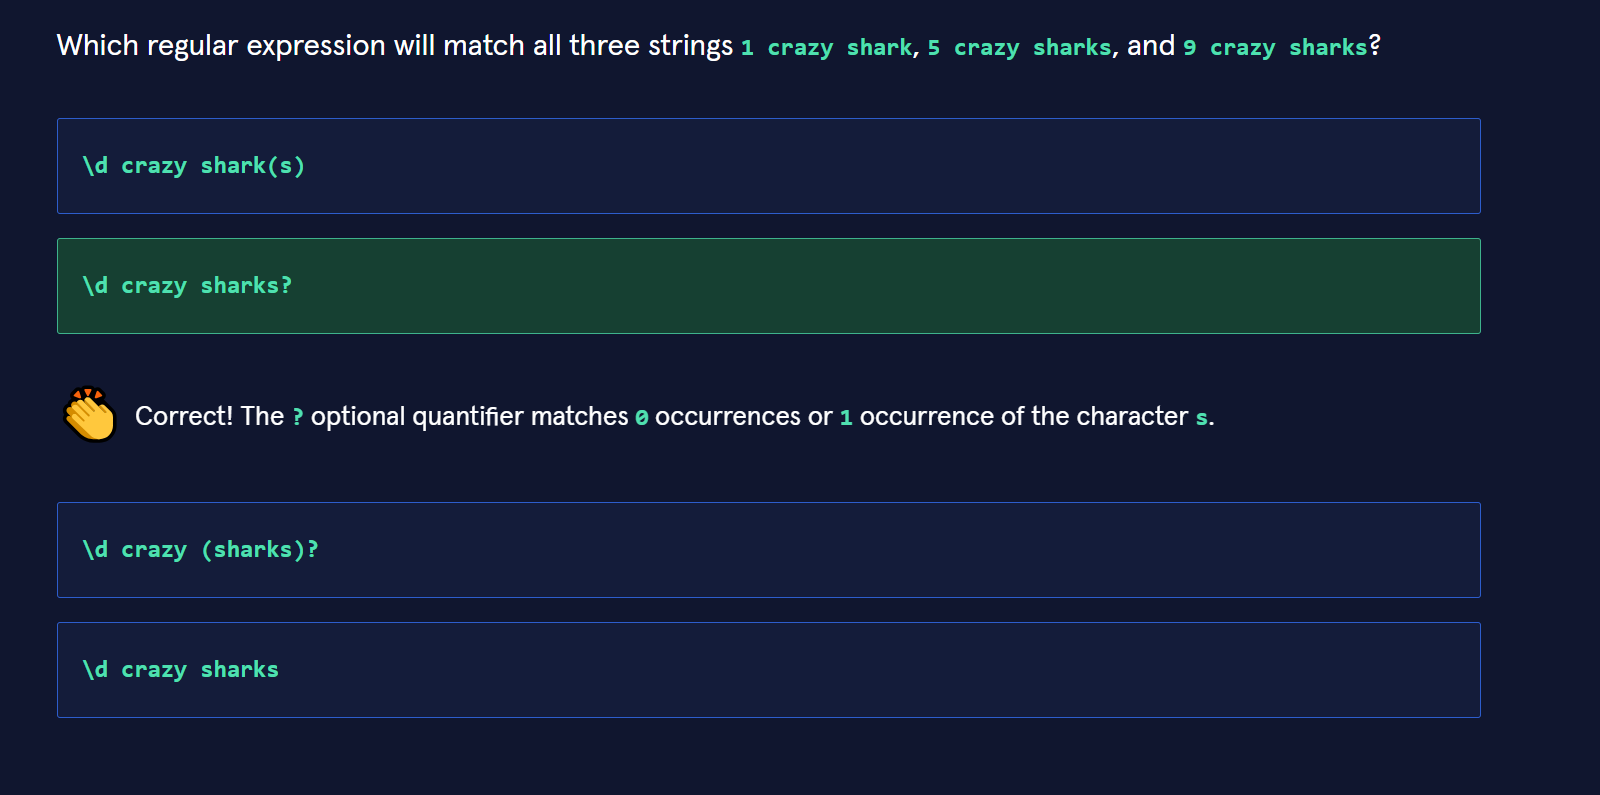 Which regular expression will match all three strings 1 crazy shark, 5 crazy sharks, and 9 crazy sharks?
\d crazy shark(s)
\d crazy sharks?
Correct! The ? optional quantifier matches 0 occurrences or 1 occurrence of the character s.
\d crazy (sharks)?
\d crazy sharks